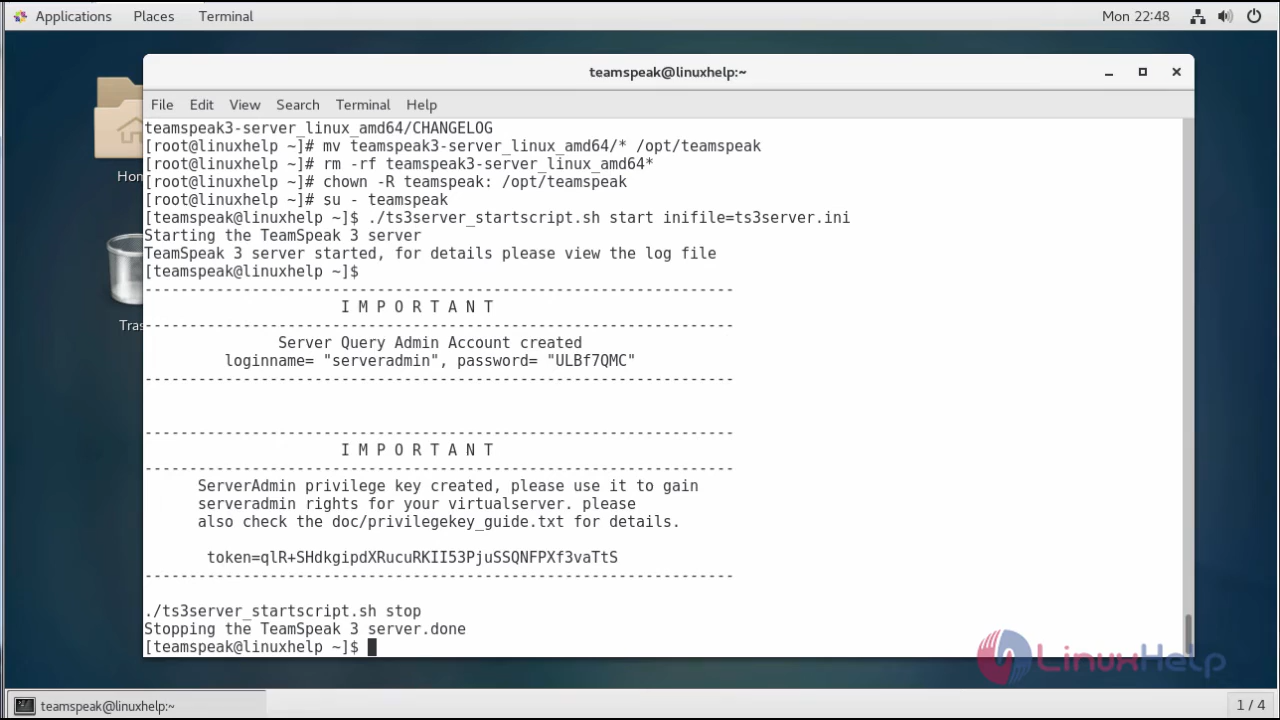 Applications Places Terminal Mon 22:48
teamspeak@linuxhelp:~
File Edit View Search Terminal Help
teamspeak3-server_linux_amd64/CHANGELOG
[root@linuxhelp ~]# mv teamspeak3-server_linux_amd64/* /opt/teamspeak
[root@linuxhelp ~]# rm -rf teamspeak3-server_linux_amd64*
[root@linuxhelp ~]# chown -R teamspeak: /opt/teamspeak
[root@linuxhelp ~]# su - teamspeak
[teamspeak@linuxhelp ~]$ ./ts3server_startscript.sh start inifile=ts3server.ini
Starting the TeamSpeak 3 server
TeamSpeak 3 server started, for details please view the log file
[teamspeak@linuxhelp ~]$
------------------------------------------------------------------
I M P O R T A N T
------------------------------------------------------------------
Server Query Admin Account created
loginname= "serveradmin", password= "ULBf7QMC"
------------------------------------------------------------------
------------------------------------------------------------------
I M P O R T A N T
------------------------------------------------------------------
ServerAdmin privilege key created, please use it to gain
serveradmin rights for your virtualserver. please
also check the doc/privilegekey_guide.txt for details.
token=qlR+SHdkgipdXRucuRKII53PjuSSQNFPXf3vaTtS
------------------------------------------------------------------
./ts3server_startscript.sh stop
Stopping the TeamSpeak 3 server.done
[teamspeak@linuxhelp ~]$
Hom
Tras
LinuxHelp
teamspeak@linuxhelp:~ 1 / 4